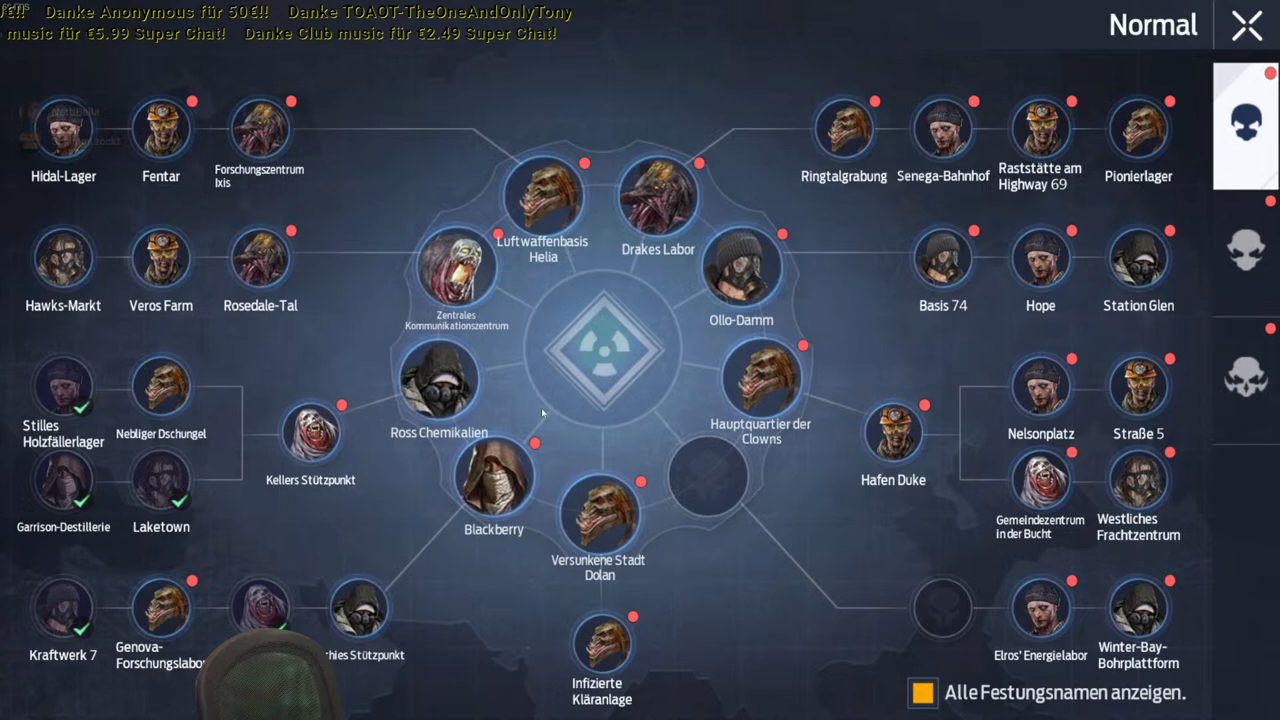 Danke Anonymous für 50€!! Danke TOAOT-TheOneAndOnlyTony
music für €5.99 Super Chat! Danke Club music für €2.49 Super Chat!
Normal
Hidal-Lager
Fentar
Forschungszentrum
Ixis
Ringtalgrabung
Senega-Bahnhof
Raststätte am
Highway 69
Pionierlager
Luftwaffenbasis
Helia
Drakes Labor
Hawks-Markt
Veros Farm
Rosedale-Tal
Zentrales
Kommunikationszentrum
Ollo-Damm
Basis 74
Hope
Station Glen
Stilles
Holzfällerlager
Nebliger Dschungel
Ross Chemikalien
Hauptquartier der
Clowns
Nelsonplatz
Straße 5
Kellers Stützpunkt
Hafen Duke
Garrison-Destillerie
Laketown
Blackberry
Versunkene Stadt
Dolan
Gemeindezentrum
in der Bucht
Westliches
Frachtzentrum
Kraftwerk 7
Genova-
Forschungslabo
hies Stützpunkt
Infizierte
Kläranlage
Elros' Energielabor
Winter-Bay-
Bohrplattform
Alle Festungsnamen anzeigen.